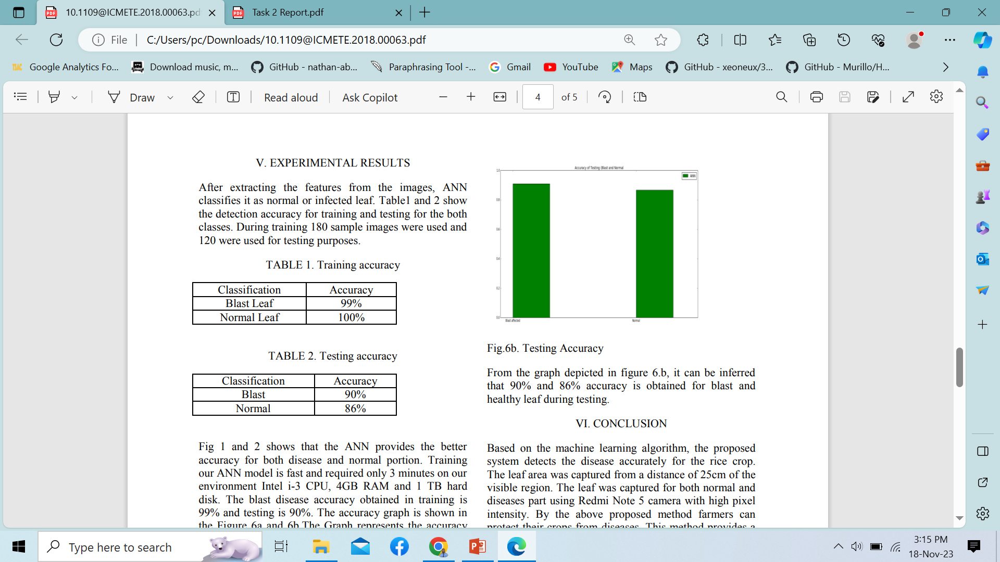 10.1109@ICMETE.2018.00063.pd
Task 2 Report.pdf
File
C:/Users/pc/Downloads/10.1109@ICMETE.2018.00063.pdf
Google Analytics Fo...
Download music, m...
GitHub - nathan-ab...
Paraphrasing Tool -...
Gmail
YouTube
Maps
GitHub - xeoneux/3...
GitHub - Murillo/H...
Draw
Read aloud
Ask Copilot
4
of 5
V. EXPERIMENTAL RESULTS
After extracting the features from the images, ANN
classifies it as normal or infected leaf. Table1 and 2 show
the detection accuracy for training and testing for the both
classes. During training 180 sample images were used and
120 were used for testing purposes.
TABLE 1. Training accuracy
Classification Accuracy
Blast Leaf 99%
Normal Leaf 100%
TABLE 2. Testing accuracy
Classification Accuracy
Blast 90%
Normal 86%
Fig 1 and 2 shows that the ANN provides the better
accuracy for both disease and normal portion. Training
our ANN model is fast and required only 3 minutes on our
environment Intel i-3 CPU, 4GB RAM and 1 TB hard
disk. The blast disease accuracy obtained in training is
99% and testing is 90%. The accuracy graph is shown in
the Figure 6a and 6b.The Graph represents the accuracy
Accuracy of Testing (Blast and Normal
ANN
1.0
0.8
0.6
0.4
0.2
0.0
Blast affected
Normal
Fig.6b. Testing Accuracy
From the graph depicted in figure 6.b, it can be inferred
that 90% and 86% accuracy is obtained for blast and
healthy leaf during testing.
VI. CONCLUSION
Based on the machine learning algorithm, the proposed
system detects the disease accurately for the rice crop.
The leaf area was captured from a distance of 25cm of the
visible region. The leaf was captured for both normal and
diseases part using Redmi Note 5 camera with high pixel
intensity. By the above proposed method farmers can
protect their crops from diseases. This method provides a
Type here to search
3:15 PM
18-Nov-23